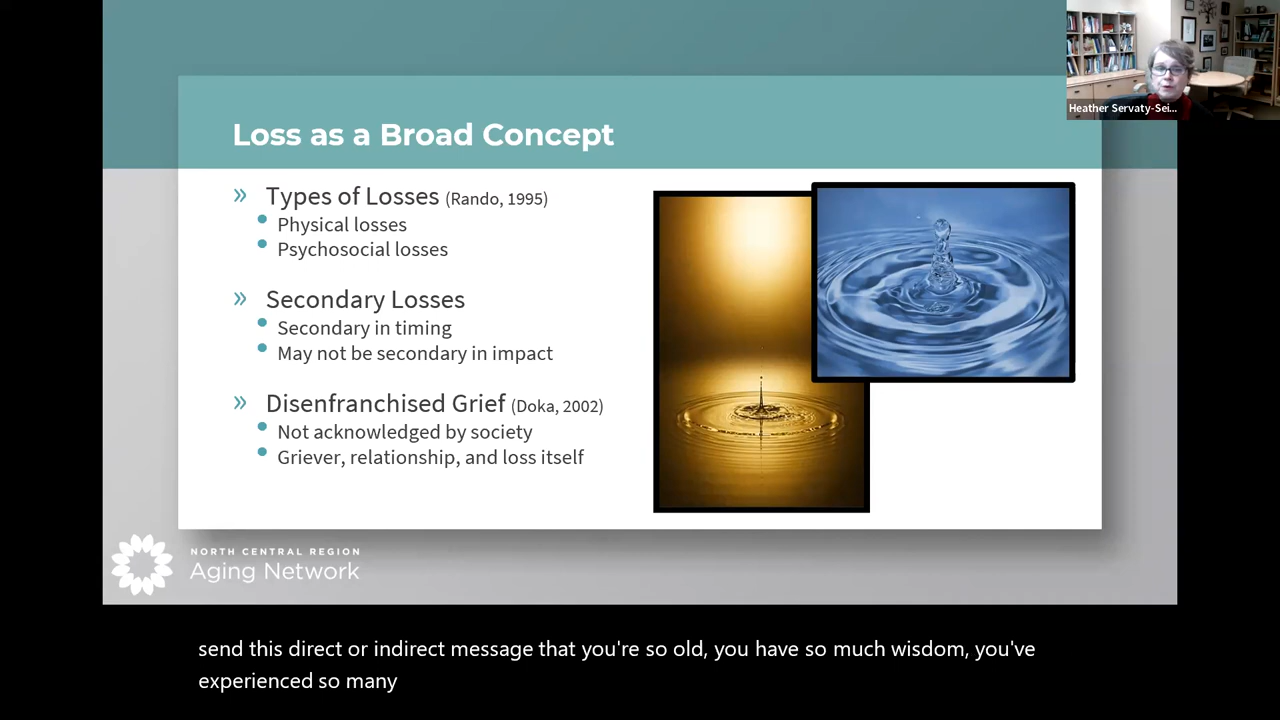 Heather Servaty-Sei...
Loss as a Broad Concept
» Types of Losses (Rando, 1995)
• Physical losses
• Psychosocial losses
» Secondary Losses
• Secondary in timing
• May not be secondary in impact
» Disenfranchised Grief (Doka, 2002)
• Not acknowledged by society
• Griever, relationship, and loss itself
NORTH CENTRAL REGION
Aging Network
send this direct or indirect message that you're so old, you have so much wisdom, you've
experienced so many